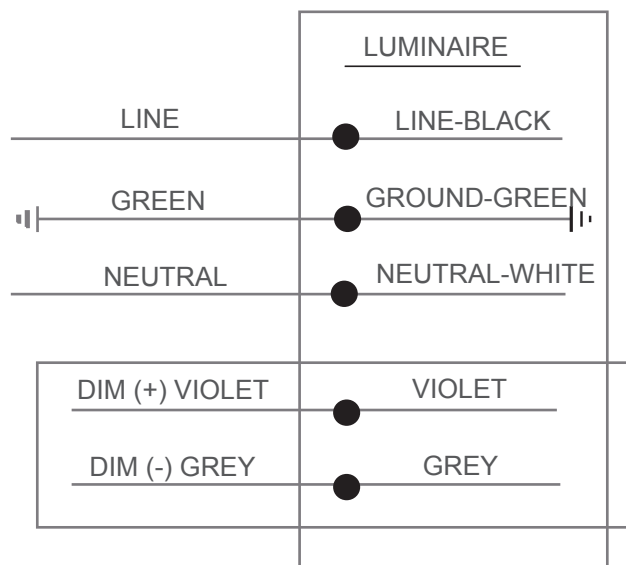 LUMINAIRE
LINE LINE-BLACK
GREEN GROUND-GREEN
NEUTRAL NEUTRAL-WHITE
DIM (+) VIOLET VIOLET
DIM (-) GREY GREY